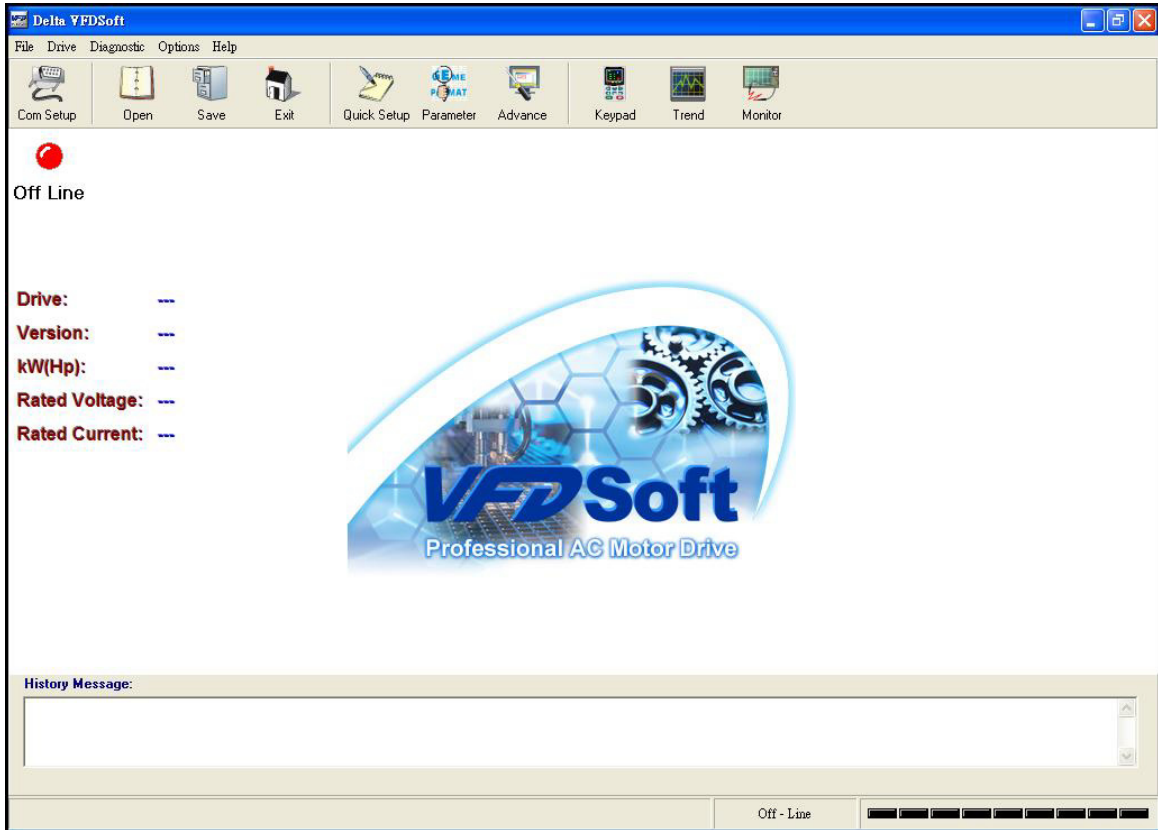 Delta VFDSoft
File Drive Diagnostic Options Help
Com Setup Open Save Exit Quick Setup Parameter Advance Keypad Trend Monitor
Off Line
Drive: ---
Version: ---
kW(Hp): ---
Rated Voltage: ---
Rated Current: ---
VFDSoft
Professional AC Motor Drive
History Message:
Off - Line